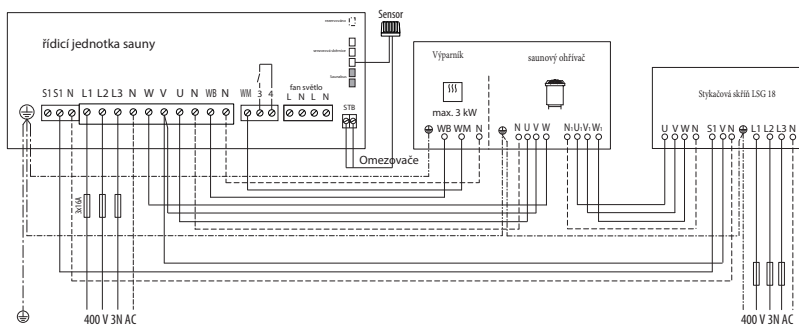 Sensor
řídicí jednotka sauny
Výparník
saunový ohřívač
Stykačová skříň LSG 18
max. 3 kW
S1 S1 N L1 L2 L3 N W V U N WB N
WM 3 4
fan světlo
L N L N
STB
WB WM N
N U V W
N1 U1 V1 W1
U V W N
S1 V N
L1 L2 L3 N
Omezovače
3x16A
400 V 3N AC
400 V 3N AC